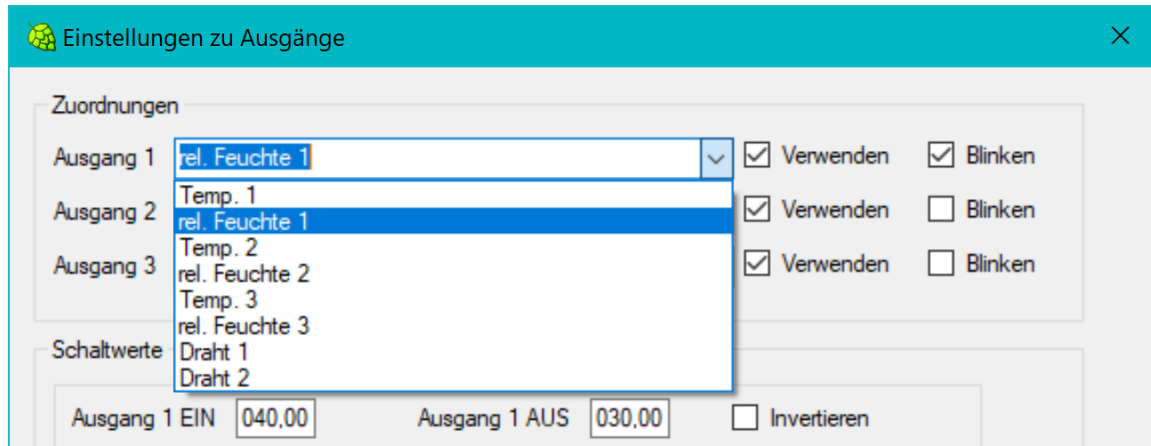 Einstellungen zu Ausgänge
Zuordnungen
Ausgang 1 rel. Feuchte 1 Verwenden Blinken
Temp. 1
Ausgang 2 rel. Feuchte 1 Verwenden Blinken
Temp. 2
Ausgang 3 rel. Feuchte 2 Verwenden Blinken
Temp. 3
rel. Feuchte 3
Schaltwerte Draht 1
Draht 2
Ausgang 1 EIN 040,00 Ausgang 1 AUS 030,00 Invertieren